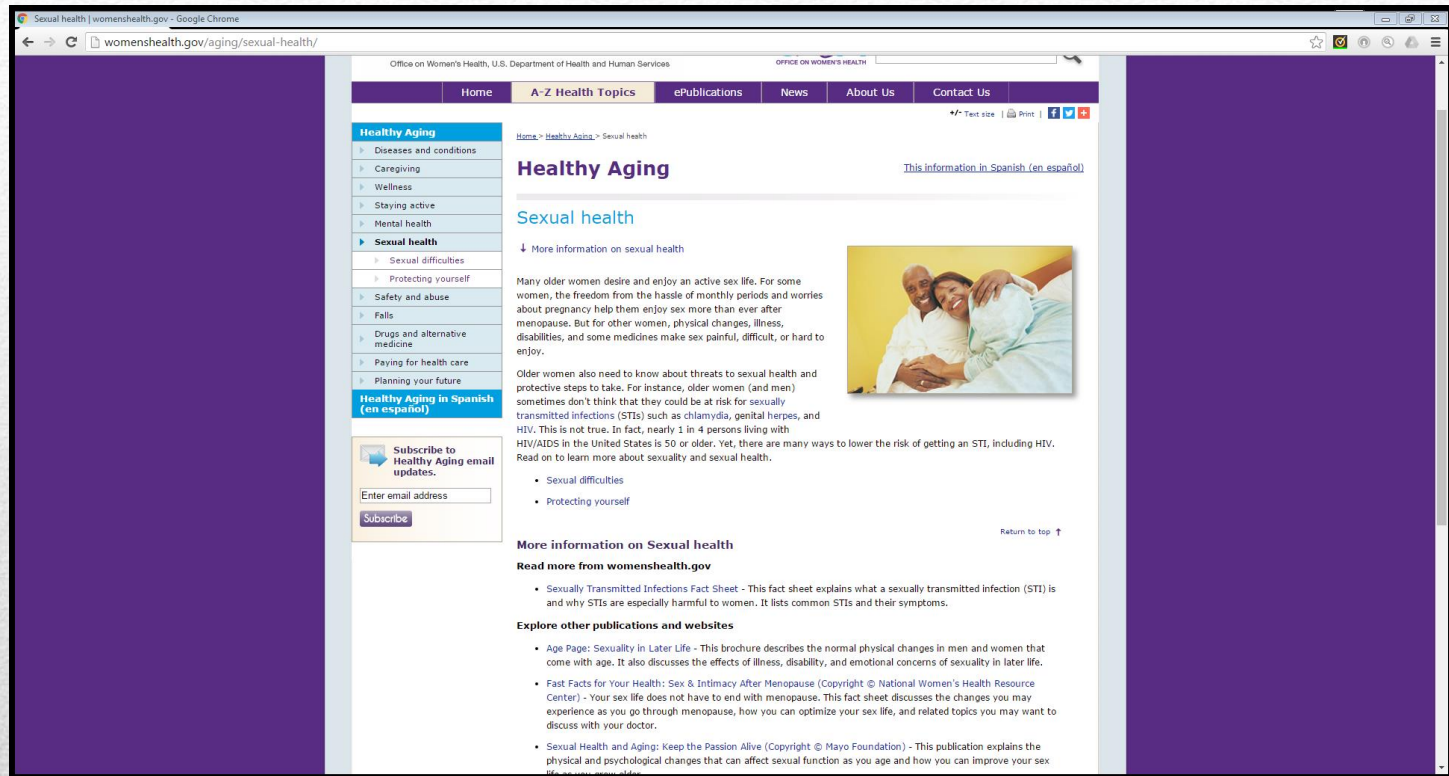 Sexual health | womenshealth.gov - Google Chrome
womenshealth.gov/aging/sexual-health/
Office on Women's Health, U.S. Department of Health and Human Services
OFFICE ON WOMEN'S HEALTH
Home
A-Z Health Topics
ePublications
News
About Us
Contact Us
+/- Text size | Print |
Healthy Aging
Diseases and conditions
Caregiving
Wellness
Staying active
Mental health
Sexual health
Sexual difficulties
Protecting yourself
Safety and abuse
Falls
Drugs and alternative
medicine
Paying for health care
Planning your future
Healthy Aging in Spanish
(en español)
Subscribe to
Healthy Aging email
updates.
Enter email address
Subscribe
Home > Healthy Aging > Sexual health
Healthy Aging
This information in Spanish (en español)
Sexual health
↓ More information on sexual health
Many older women desire and enjoy an active sex life. For some
women, the freedom from the hassle of monthly periods and worries
about pregnancy help them enjoy sex more than ever after
menopause. But for other women, physical changes, illness,
disabilities, and some medicines make sex painful, difficult, or hard to
enjoy.
Older women also need to know about threats to sexual health and
protective steps to take. For instance, older women (and men)
sometimes don't think that they could be at risk for sexually
transmitted infections (STIs) such as chlamydia, genital herpes, and
HIV. This is not true. In fact, nearly 1 in 4 persons living with
HIV/AIDS in the United States is 50 or older. Yet, there are many ways to lower the risk of getting an STI, including HIV.
Read on to learn more about sexuality and sexual health.
• Sexual difficulties
• Protecting yourself
Return to top ↑
More information on Sexual health
Read more from womenshealth.gov
• Sexually Transmitted Infections Fact Sheet - This fact sheet explains what a sexually transmitted infection (STI) is
and why STIs are especially harmful to women. It lists common STIs and their symptoms.
Explore other publications and websites
• Age Page: Sexuality in Later Life - This brochure describes the normal physical changes in men and women that
come with age. It also discusses the effects of illness, disability, and emotional concerns of sexuality in later life.
• Fast Facts for Your Health: Sex & Intimacy After Menopause (Copyright © National Women's Health Resource
Center) - Your sex life does not have to end with menopause. This fact sheet discusses the changes you may
experience as you go through menopause, how you can optimize your sex life, and related topics you may want to
discuss with your doctor.
• Sexual Health and Aging: Keep the Passion Alive (Copyright © Mayo Foundation) - This publication explains the
physical and psychological changes that can affect sexual function as you age and how you can improve your sex
life as you grow older.